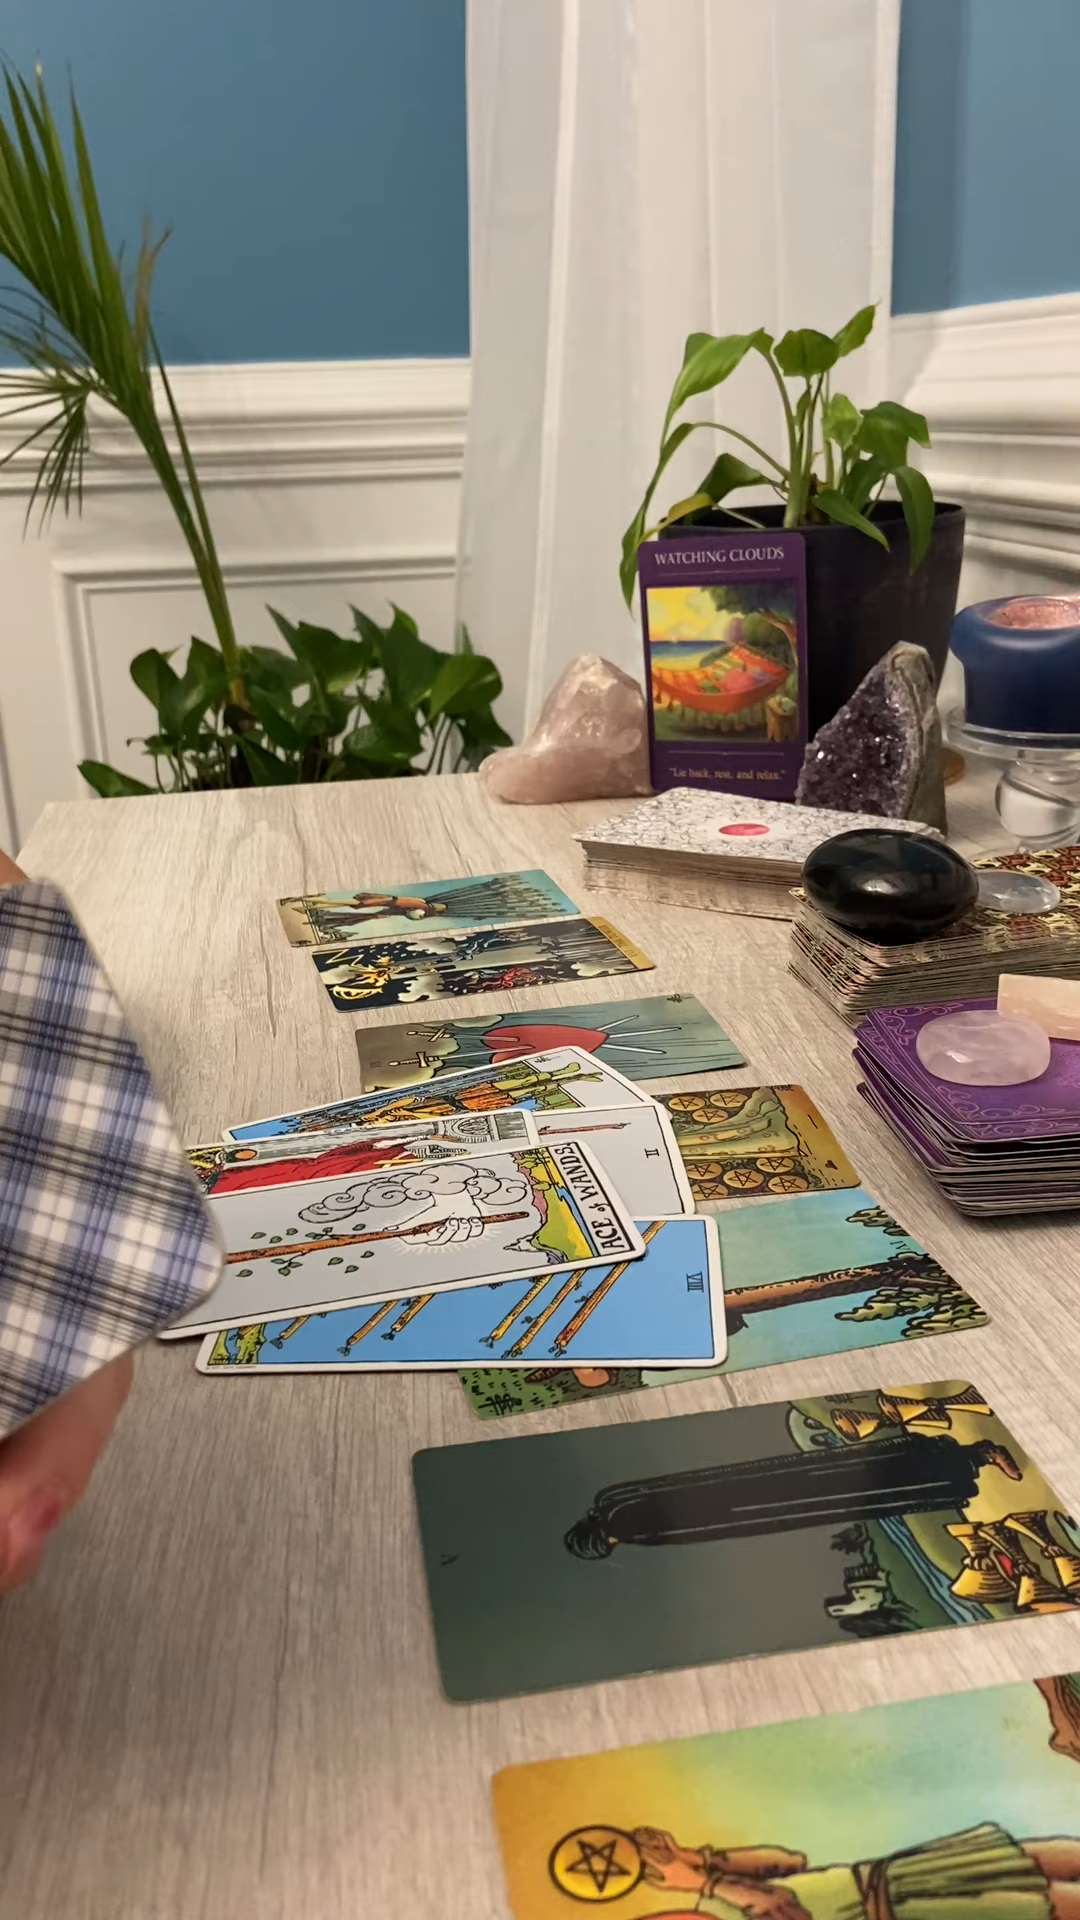 WATCHING CLOUDS
"Lie back, rest, and relax."
II
ACE of WANDS
VIII
V